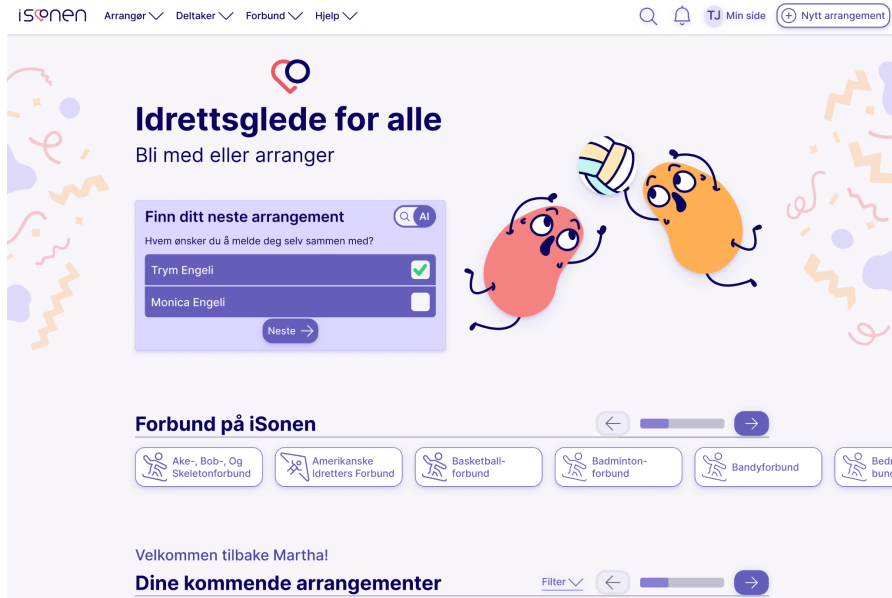 isonen Arrangør Deltaker Forbund Hjelp TJ Min side Nytt arrangement
Idrettsglede for alle
Bli med eller arranger
Finn ditt neste arrangement AI
Hvem ønsker du å melde deg selv sammen med?
Trym Engeli
Monica Engeli
Neste
Forbund på iSonen
Ake-, Bob-, Og
Skeletonforbund
Amerikanske
Idretters Forbund
Basketball-
forbund
Badminton-
forbund
Bandyforbund
Velkommen tilbake Martha!
Dine kommende arrangementer Filter